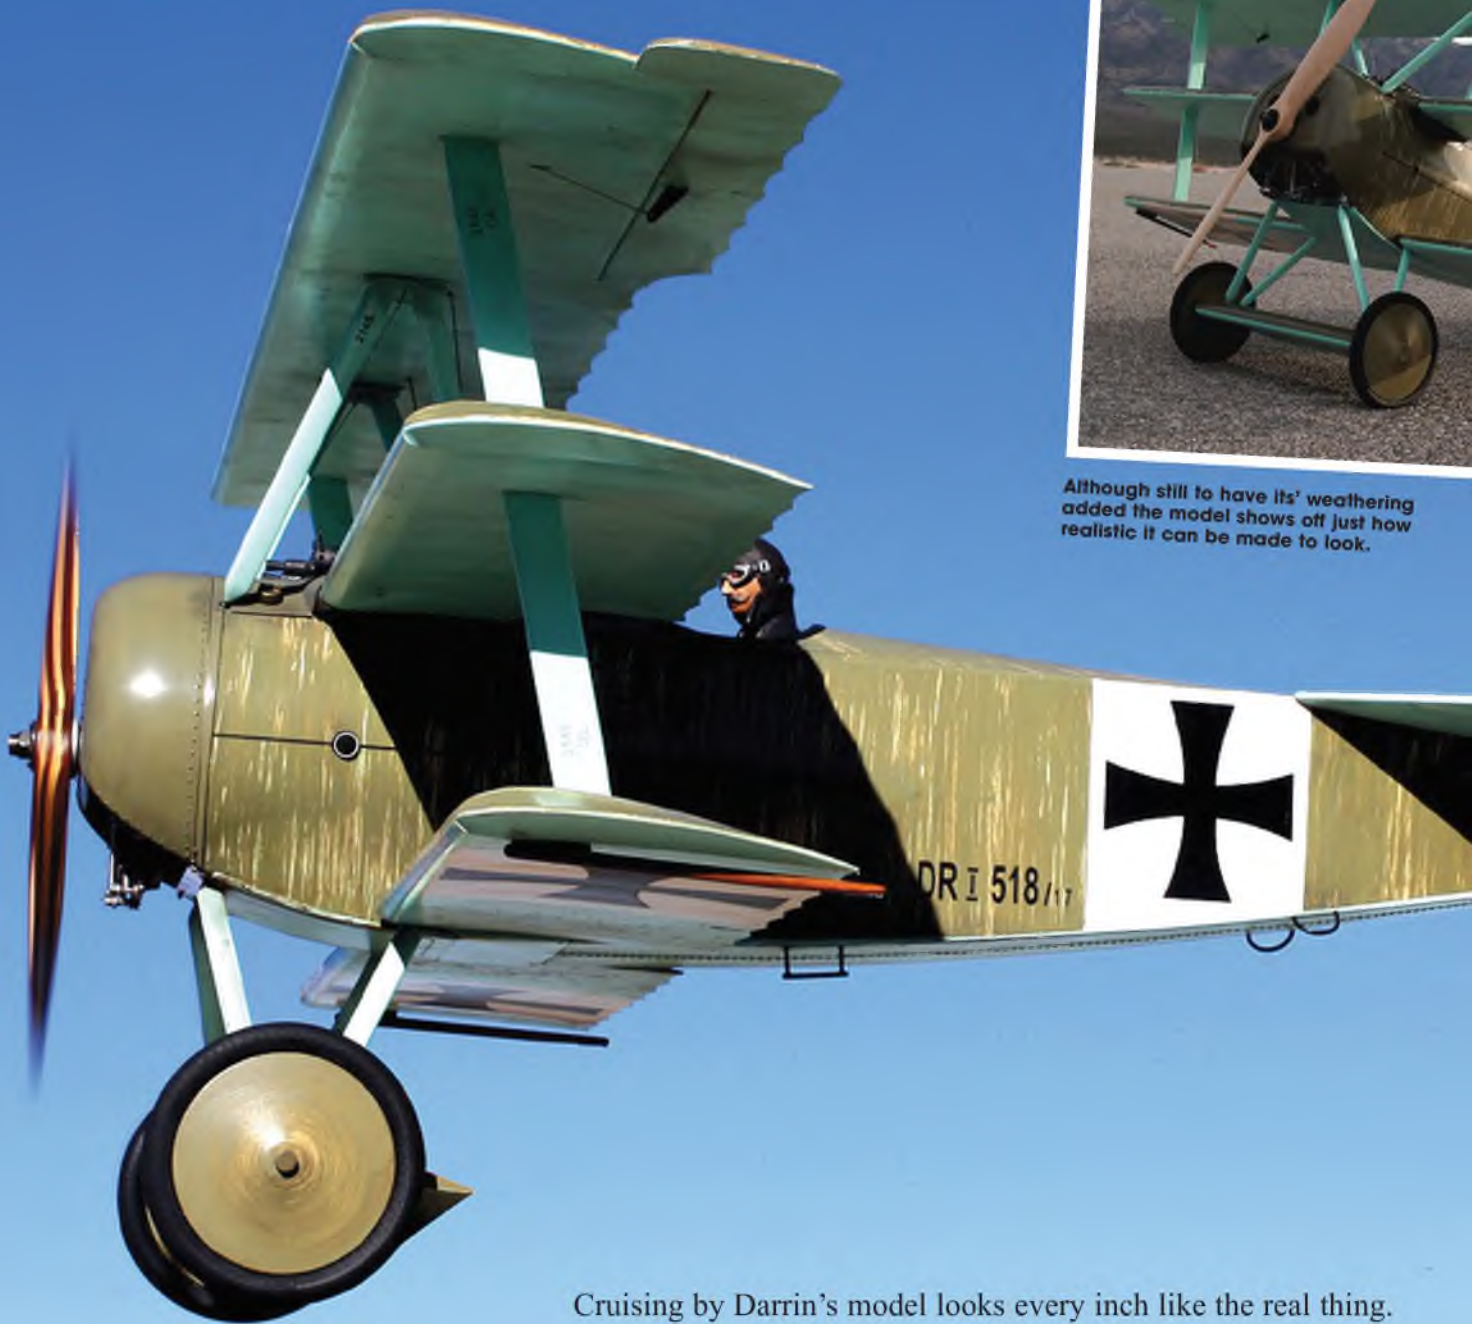 Although still to have its' weathering
added the model shows off just how
realistic it can be made to look.
2145
DR I 518/17
Cruising by Darrin's model looks every inch like the real thing.